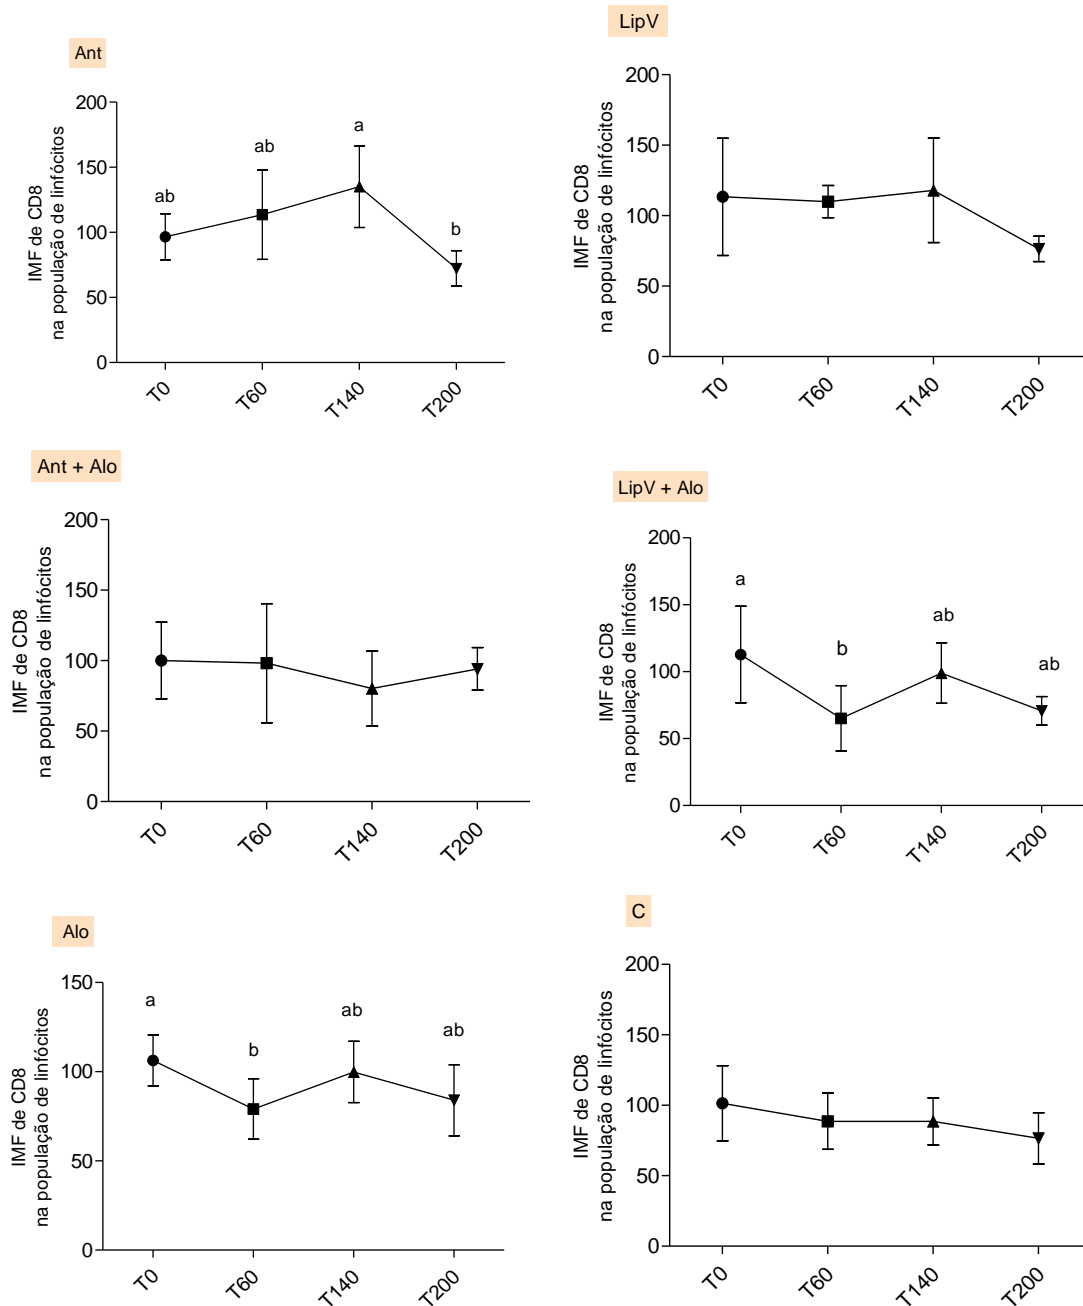 Ant
IMF de CD8
na população de linfócitos
200
150
100
50
0
ab
ab
a
b
T0
T60
T140
T200
LipV
IMF de CD8
na população de linfócitos
200
150
100
50
0
T0
T60
T140
T200
Ant + Alo
IMF de CD8
na população de linfócitos
200
150
100
50
0
T0
T60
T140
T200
LipV + Alo
IMF de CD8
na população de linfócitos
200
150
100
50
0
a
b
ab
ab
T0
T60
T140
T200
Alo
IMF de CD8
na população de linfócitos
150
100
50
0
a
b
ab
ab
T0
T60
T140
T200
C
IMF de CD8
na população de linfócitos
200
150
100
50
0
T0
T60
T140
T200